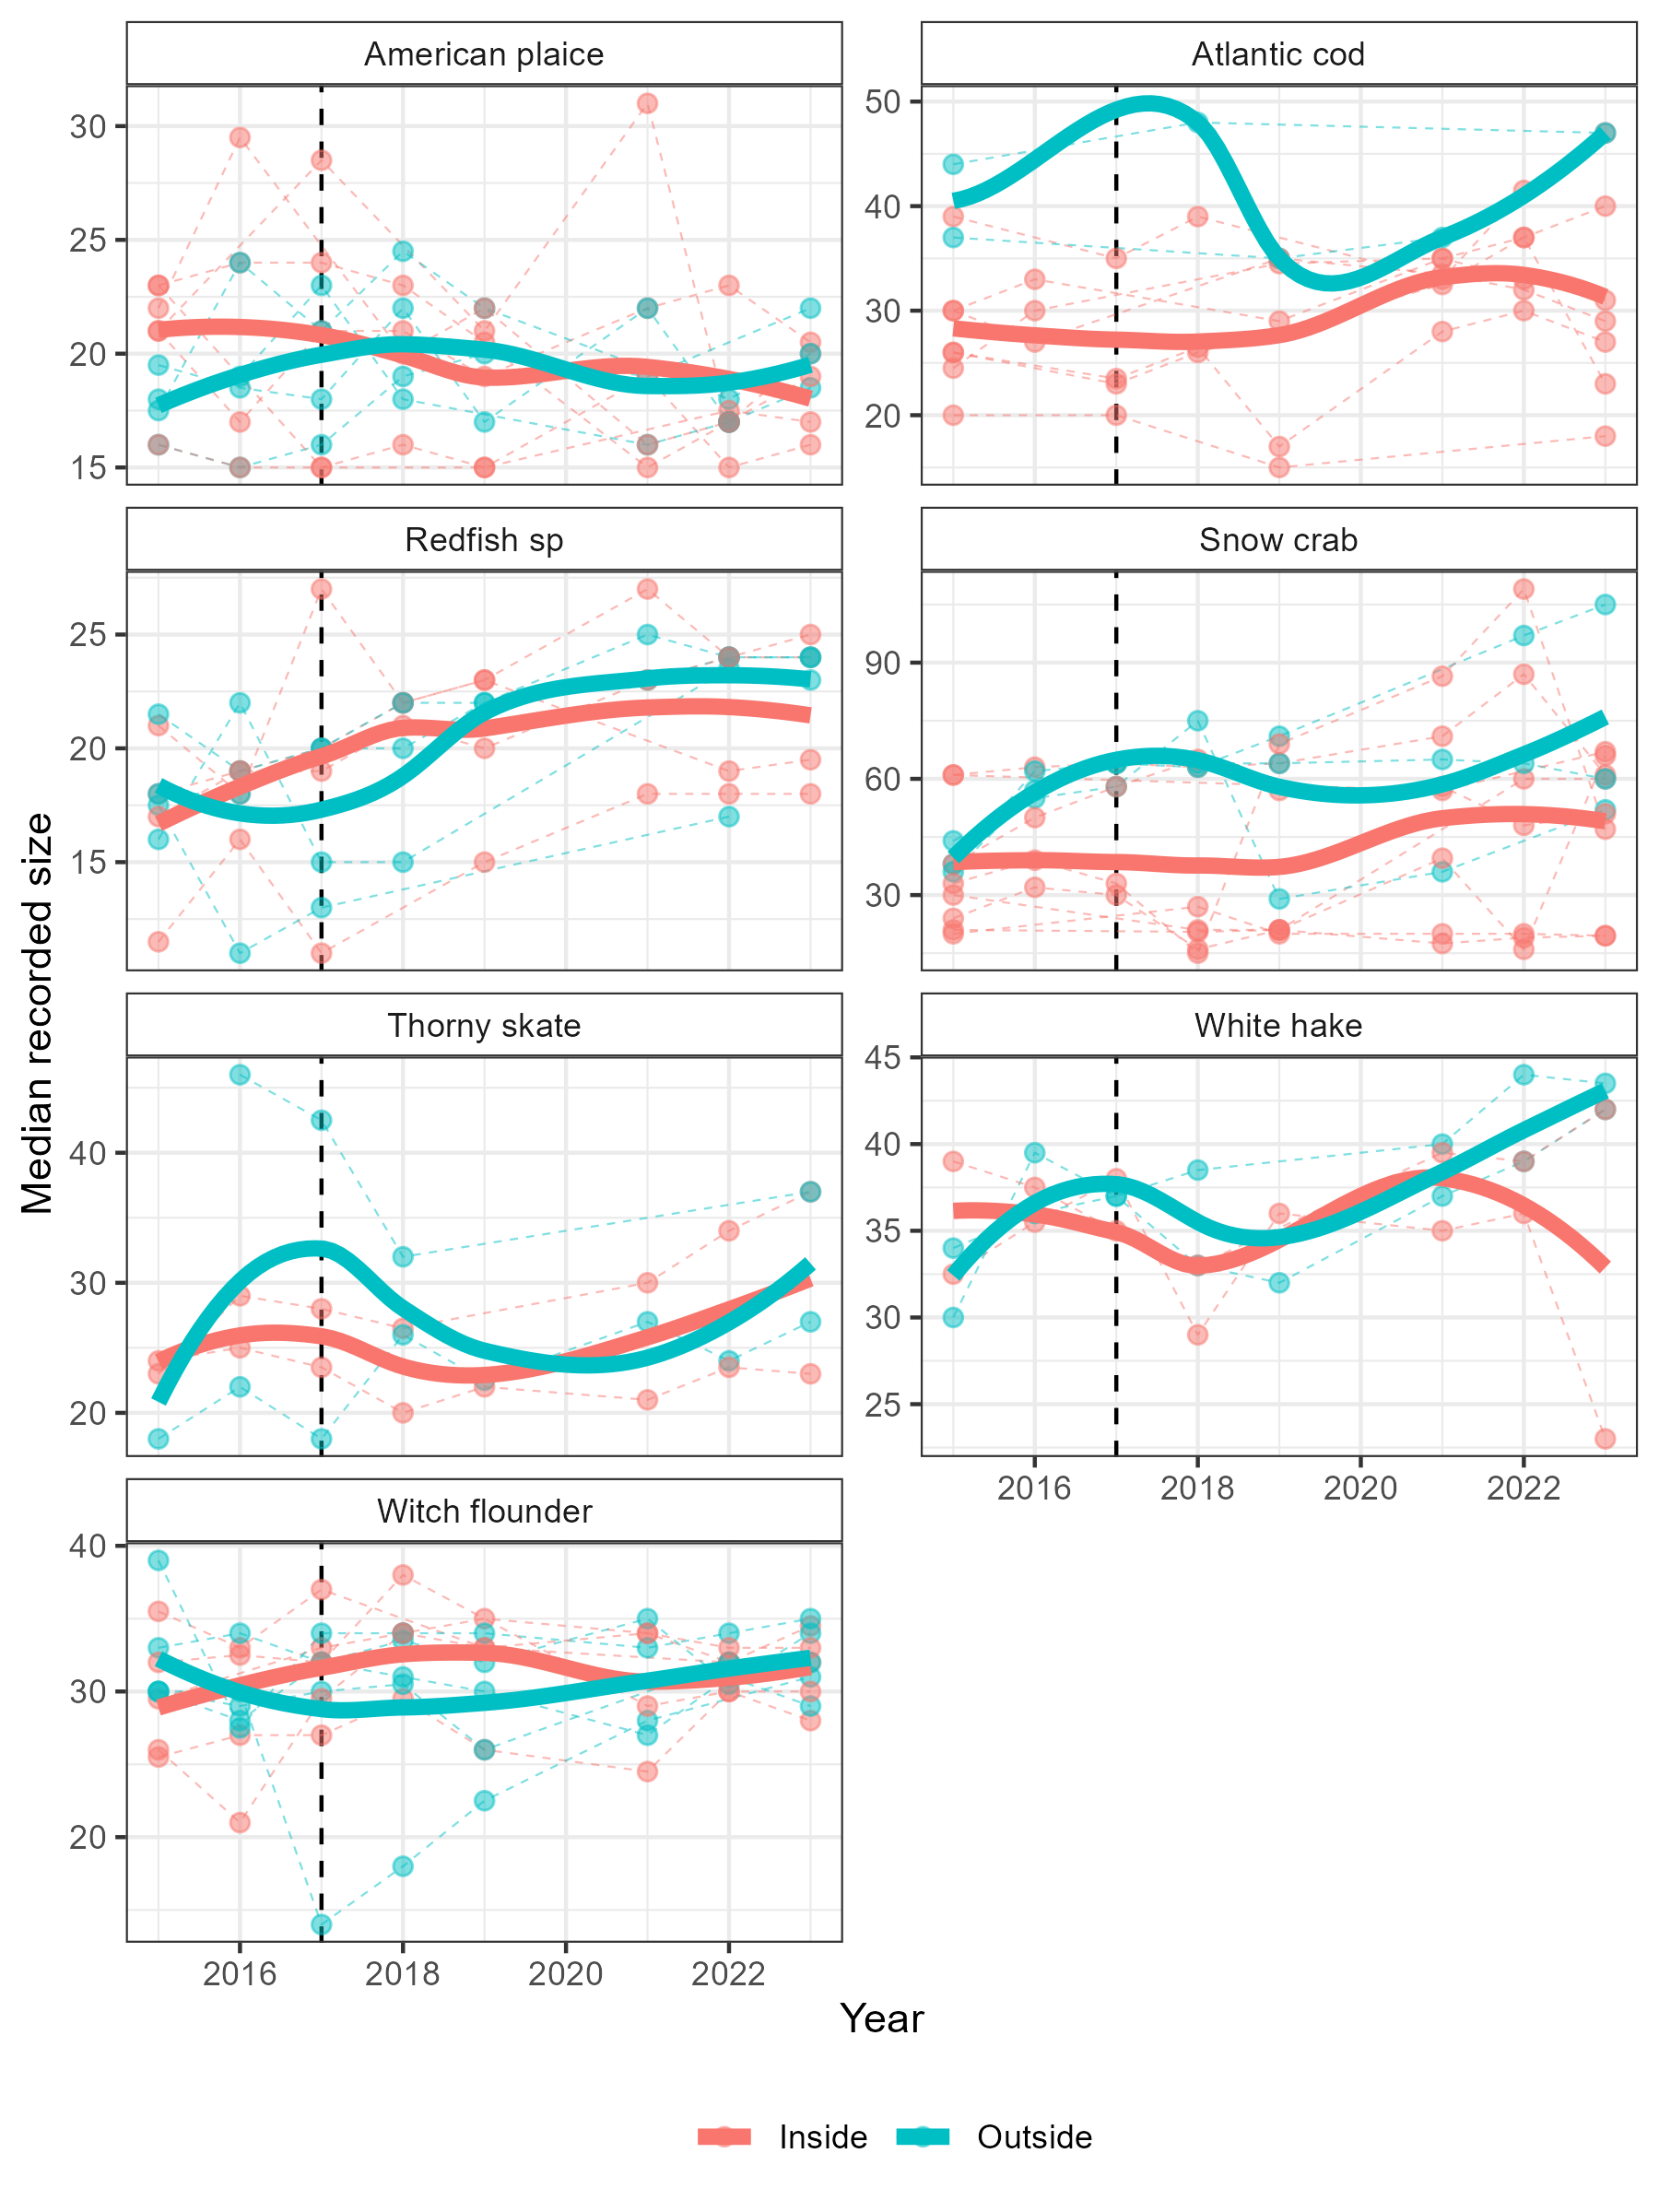 American plaice
Atlantic cod
30
25
20
15
50
40
30
20
Redfish sp
Snow crab
25
20
15
90
60
30
Median recorded size
Thorny skate
White hake
40
30
20
45
40
35
30
25
2016 2018 2020 2022
Witch flounder
40
30
20
2016 2018 2020 2022
Year
Inside Outside